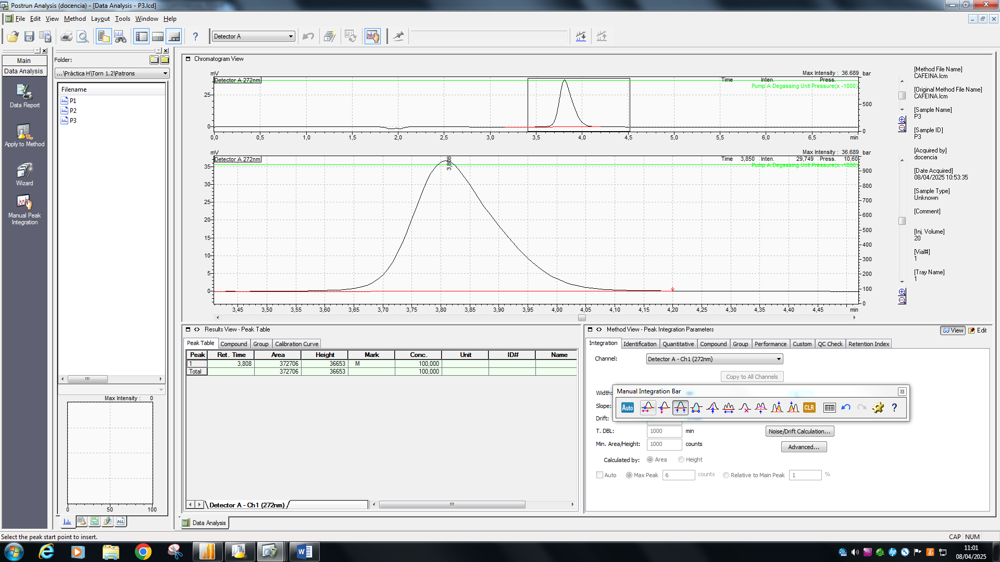 Postrun Analysis (docencia) - [Data Analysis - P3.lcd]
File Edit View Method Layout Tools Window Help
Detector A
Main
Data Analysis
Data Report
Apply to Method
Wizard
Manual Peak
Integration
Folder:
...\Pràctica H\Torn 1.2\Patrons
Filename
P1
P2
P3
Max Intensity : 0
0 50 100
ALL
Chromatogram View
mV
Max Intensity : 36.689 bar
Detector A 272nm
Time Inten. Press.
Pump A Degassing Unit Pressure(x -1000)
25
0
500
0
0,0 0,5 1,0 1,5 2,0 2,5 3,0 3,5 4,0 4,5 5,0 5,5 6,0 6,5 min
mV
Max Intensity : 36.689 bar
Detector A 272nm
Time 3,850 Inten. 29,749 Press. 10,60
Pump A Degassing Unit Pressure(x -1000)
3,808
35
30
25
20
15
10
5
0
900
800
700
600
500
400
300
200
100
0
3,45 3,50 3,55 3,60 3,65 3,70 3,75 3,80 3,85 3,90 3,95 4,00 4,05 4,10 4,15 4,20 4,25 4,30 4,35 4,40 4,45 min
[Method File Name]
CAFEINA.lcm
[Original Method File Name]
CAFEINA.lcm
[Sample Name]
P3
[Sample ID]
P3
[Acquired by]
docencia
[Date Acquired]
08/04/2025 10:53:35
[Sample Type]
Unknown
[Comment]
[Inj. Volume]
20
[Vial#]
1
[Tray Name]
1
Results View - Peak Table
Peak Table Compound Group Calibration Curve
Peak Ret. Time Area Height Mark Conc. Unit ID# Name
1 3,808 372706 36653 M 100,000
Total 372706 36653 100,000
Detector A - Ch1 (272nm)
Method View - Peak Integration Parameters
View Edit
Integration Identification Quantitative Compound Group Performance Custom QC Check Retention Index
Channel: Detector A - Ch1 (272nm)
Copy to All Channels
Width:
Manual Integration Bar
Slope:
Auto CLR ?
Drift:
T. DBL: 1000 min
Noise/Drift Calculation...
Min. Area/Height: 1000 counts
Advanced...
Calculated by: Area Height
Auto Max Peak 6 counts Relative to Main Peak 1 %
Data Analysis
Select the peak start point to insert.
CAP NUM
11:01
08/04/2025